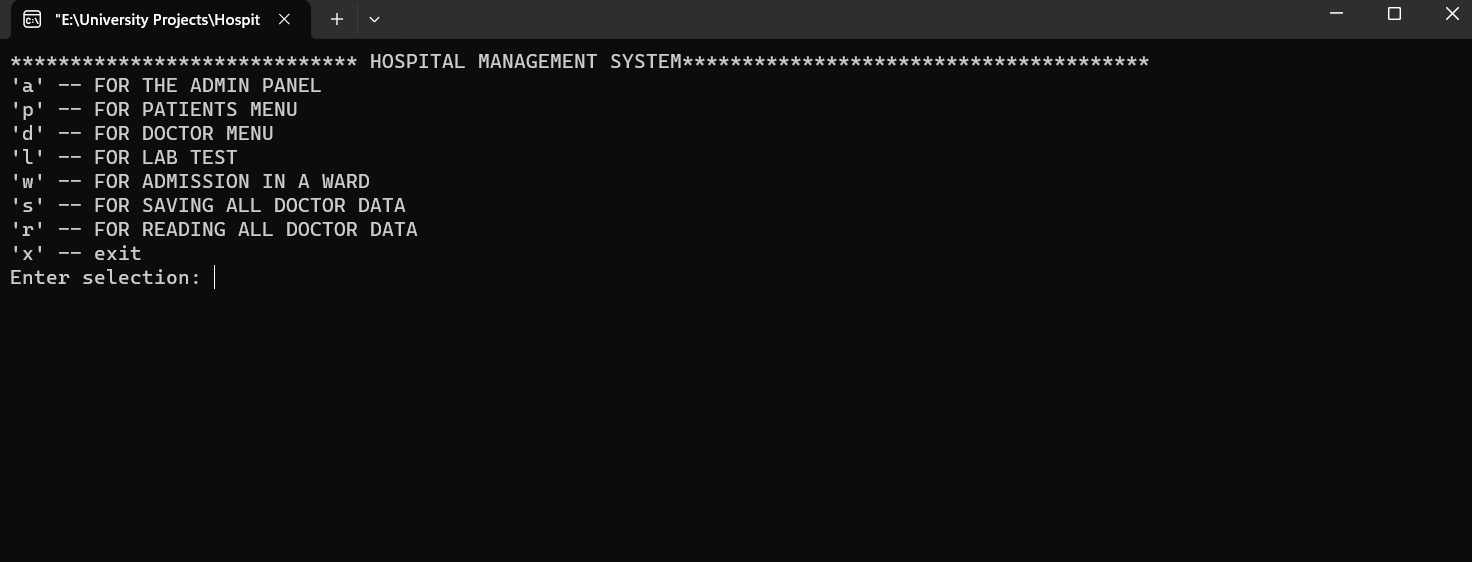 "E:\University Projects\Hospit
***************************** HOSPITAL MANAGEMENT SYSTEM***************************************
'a' -- FOR THE ADMIN PANEL
'p' -- FOR PATIENTS MENU
'd' -- FOR DOCTOR MENU
'l' -- FOR LAB TEST
'w' -- FOR ADMISSION IN A WARD
's' -- FOR SAVING ALL DOCTOR DATA
'r' -- FOR READING ALL DOCTOR DATA
'x' -- exit
Enter selection: